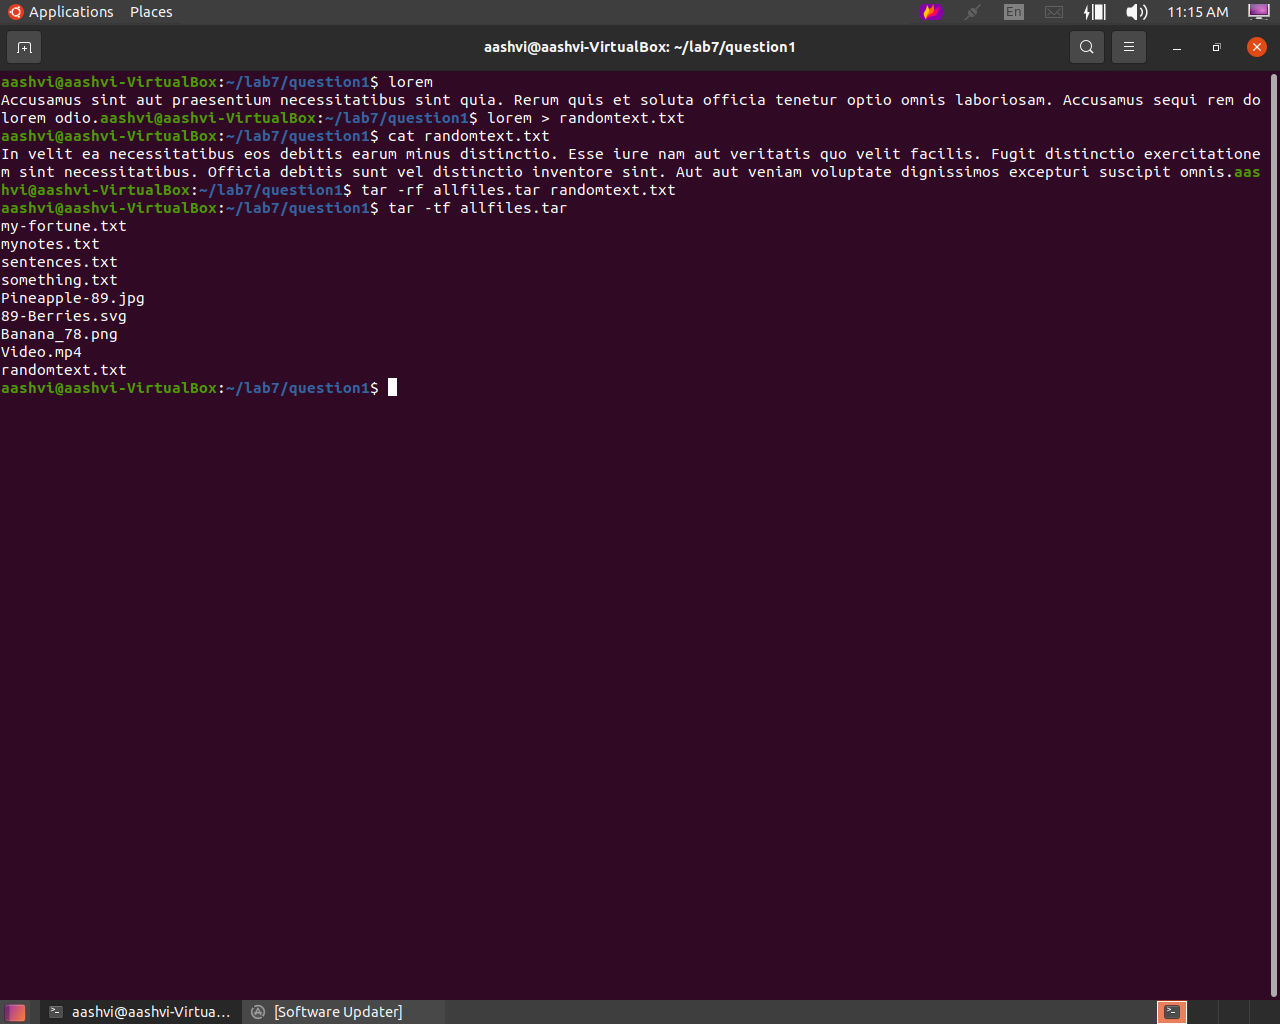 Applications Places En 11:15 AM
aashvi@aashvi-VirtualBox: ~/lab7/question1
aashvi@aashvi-VirtualBox:~/lab7/question1$ lorem
Accusamus sint aut praesentium necessitatibus sint quia. Rerum quis et soluta officia tenetur optio omnis laboriosam. Accusamus sequi rem do
lorem odio.aashvi@aashvi-VirtualBox:~/lab7/question1$ lorem > randomtext.txt
aashvi@aashvi-VirtualBox:~/lab7/question1$ cat randomtext.txt
In velit ea necessitatibus eos debitis earum minus distinctio. Esse iure nam aut veritatis quo velit facilis. Fugit distinctio exercitatione
m sint necessitatibus. Officia debitis sunt vel distinctio inventore sint. Aut aut veniam voluptate dignissimos excepturi suscipit omnis.aas
hvi@aashvi-VirtualBox:~/lab7/question1$ tar -rf allfiles.tar randomtext.txt
aashvi@aashvi-VirtualBox:~/lab7/question1$ tar -tf allfiles.tar
my-fortune.txt
mynotes.txt
sentences.txt
something.txt
Pineapple-89.jpg
89-Berries.svg
Banana_78.png
Video.mp4
randomtext.txt
aashvi@aashvi-VirtualBox:~/lab7/question1$
aashvi@aashvi-Virtua... [Software Updater]